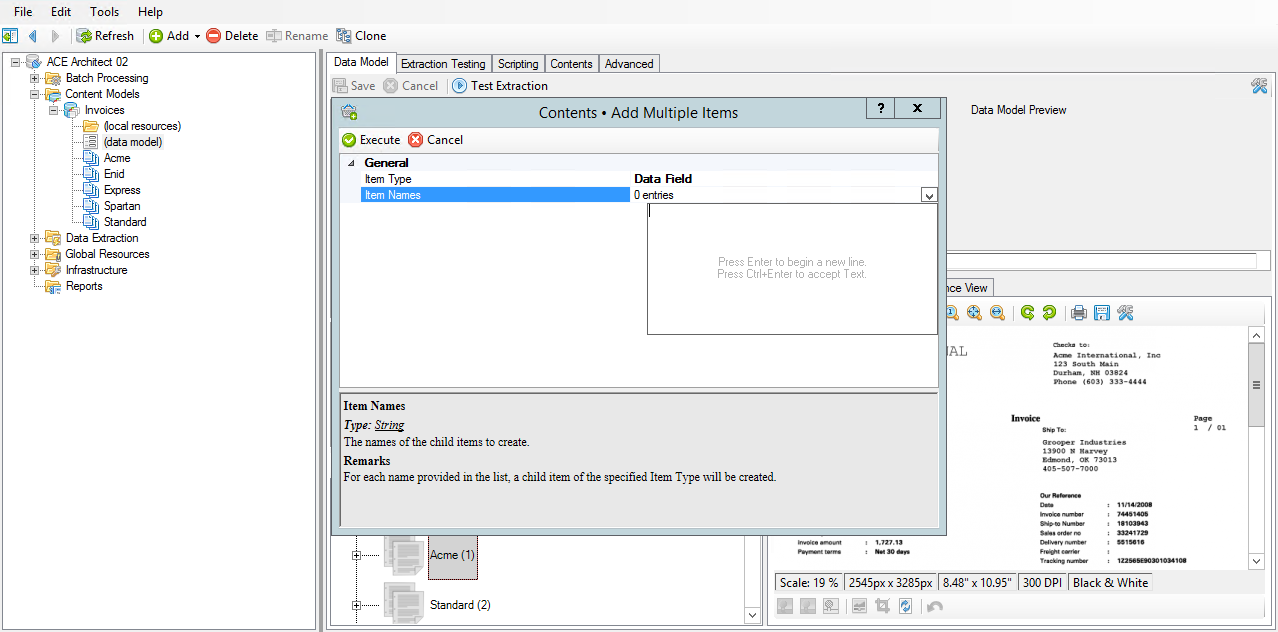 File Edit Tools Help
Refresh Add Delete Rename Clone
ACE Architect 02
Batch Processing
Content Models
Invoices
(local resources)
(data model)
Acme
Enid
Express
Spartan
Standard
Data Extraction
Global Resources
Infrastructure
Reports
Data Model Extraction Testing Scripting Contents Advanced
Save Cancel Test Extraction
Data Model Preview
Contents • Add Multiple Items ? X
Execute Cancel
General
Item Type Data Field
Item Names 0 entries
Press Enter to begin a new line.
Press Ctrl+Enter to accept Text.
Item Names
Type: String
The names of the child items to create.
Remarks
For each name provided in the list, a child item of the specified Item Type will be created.
Acme (1)
Standard (2)
nce View
NAL
Checks to:
Acme International, Inc
123 South Main
Durham, NH 03824
Phone (603) 333-4444
Invoice Page
1 / 01
Ship To:
Grooper Industries
13900 N Harvey
Edmond, OK 73013
405-507-7000
Our Reference
Date : 11/14/2008
Invoice number : 74451405
Ship-to Number : 18103943
Sales order no : 33241729
Delivery number : 5515616
Freight carrier :
Tracking number : 1Z2565E90301034108
Invoice amount : 1,727.13
Payment terms : Net 30 days
Scale: 19 % 2545px x 3285px 8.48" x 10.95" 300 DPI Black & White